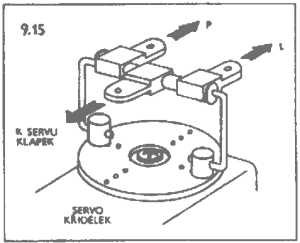 9.15
P
L
K SERVU
KLAPEK
SERVO
KŘIDÉLEK